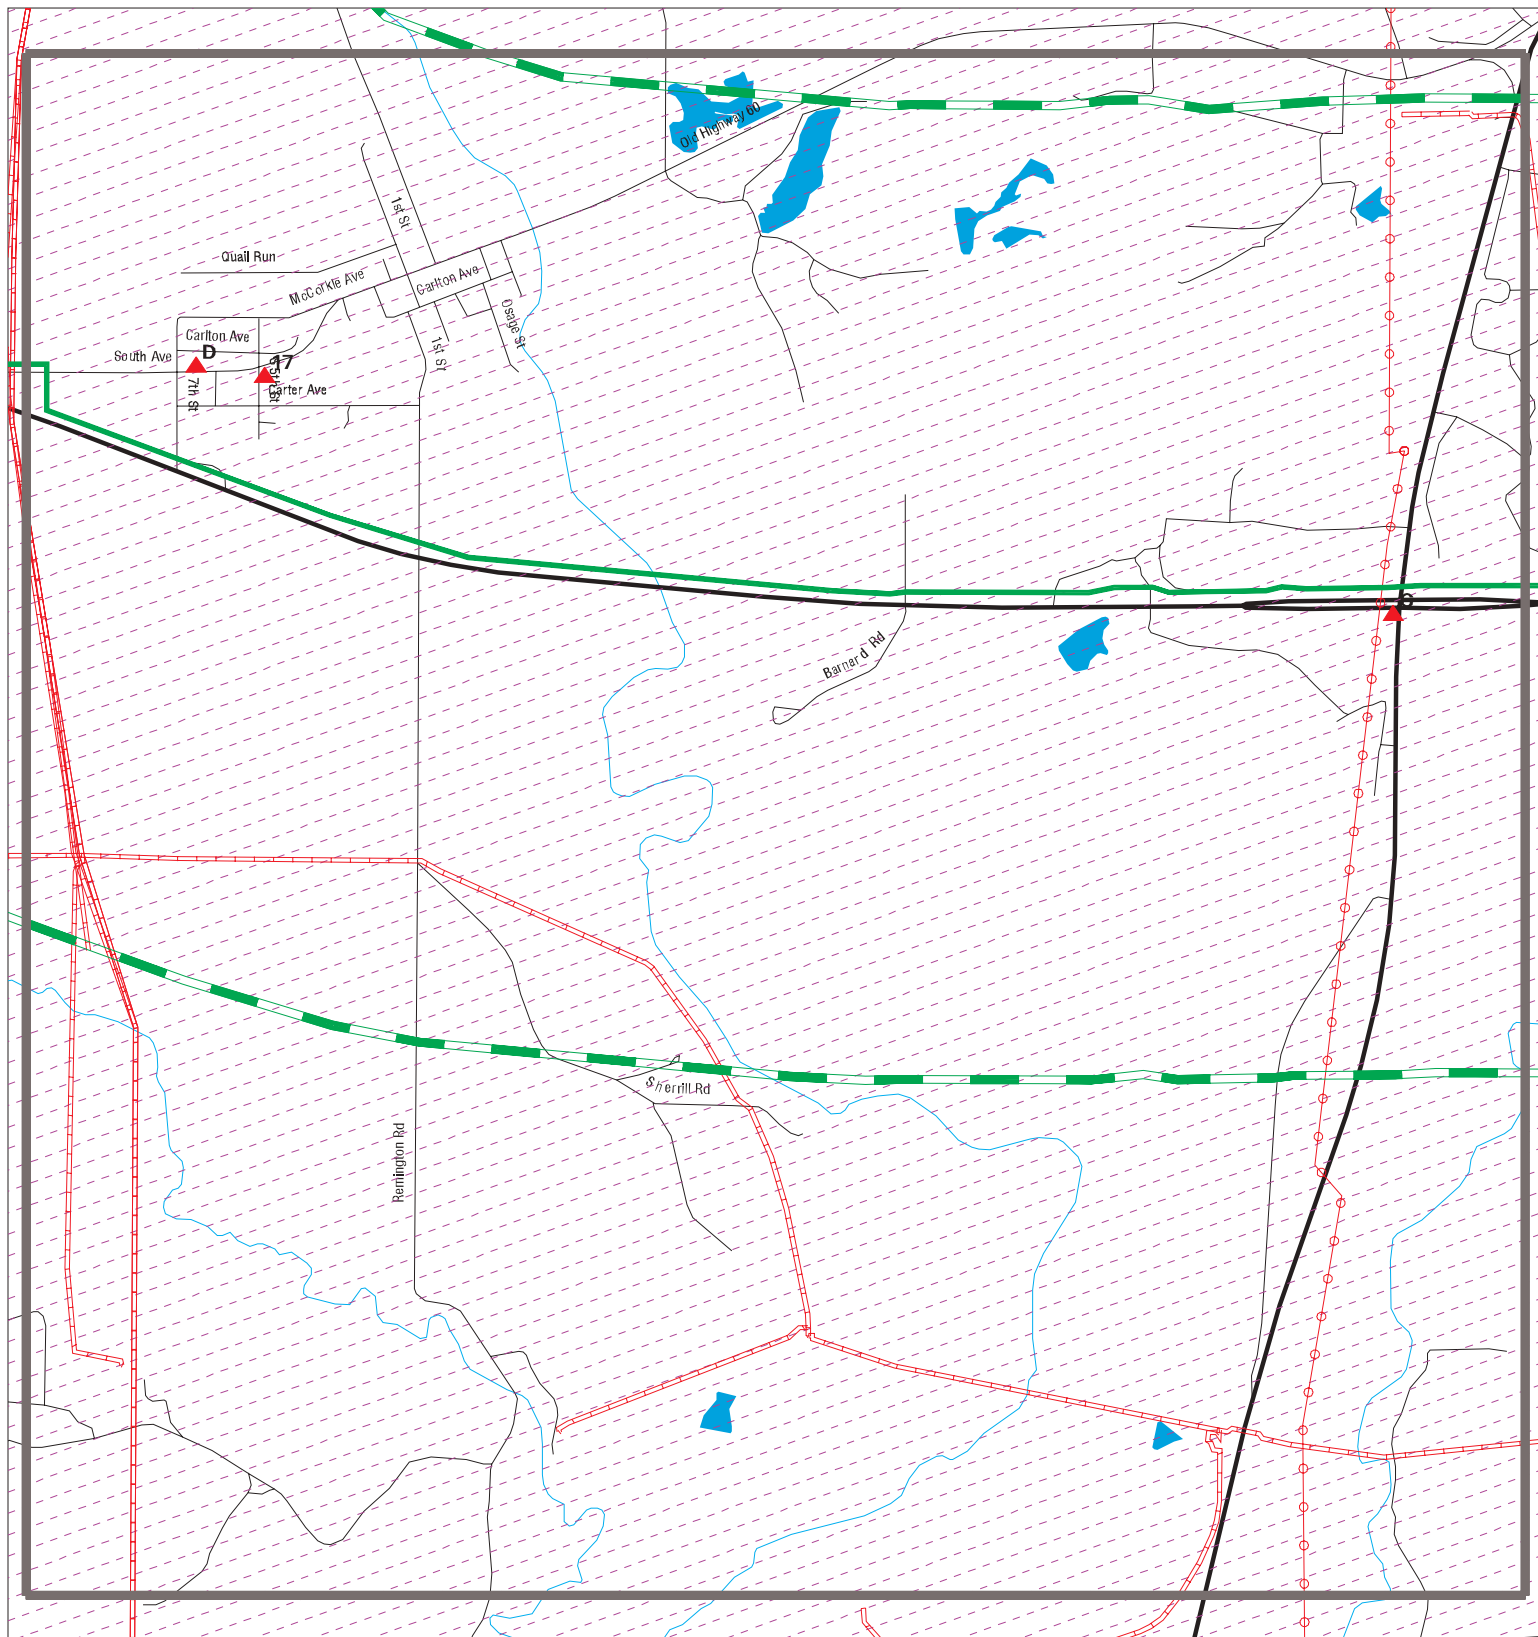 Old Highway 60
1st St
Quail Run
McCorkle Ave
Garlton Ave
Osage St
Carlton Ave
South Ave
D
17
1st St
7th St
Carter Ave
Barnard Rd
Sherrill Rd
Remington Rd